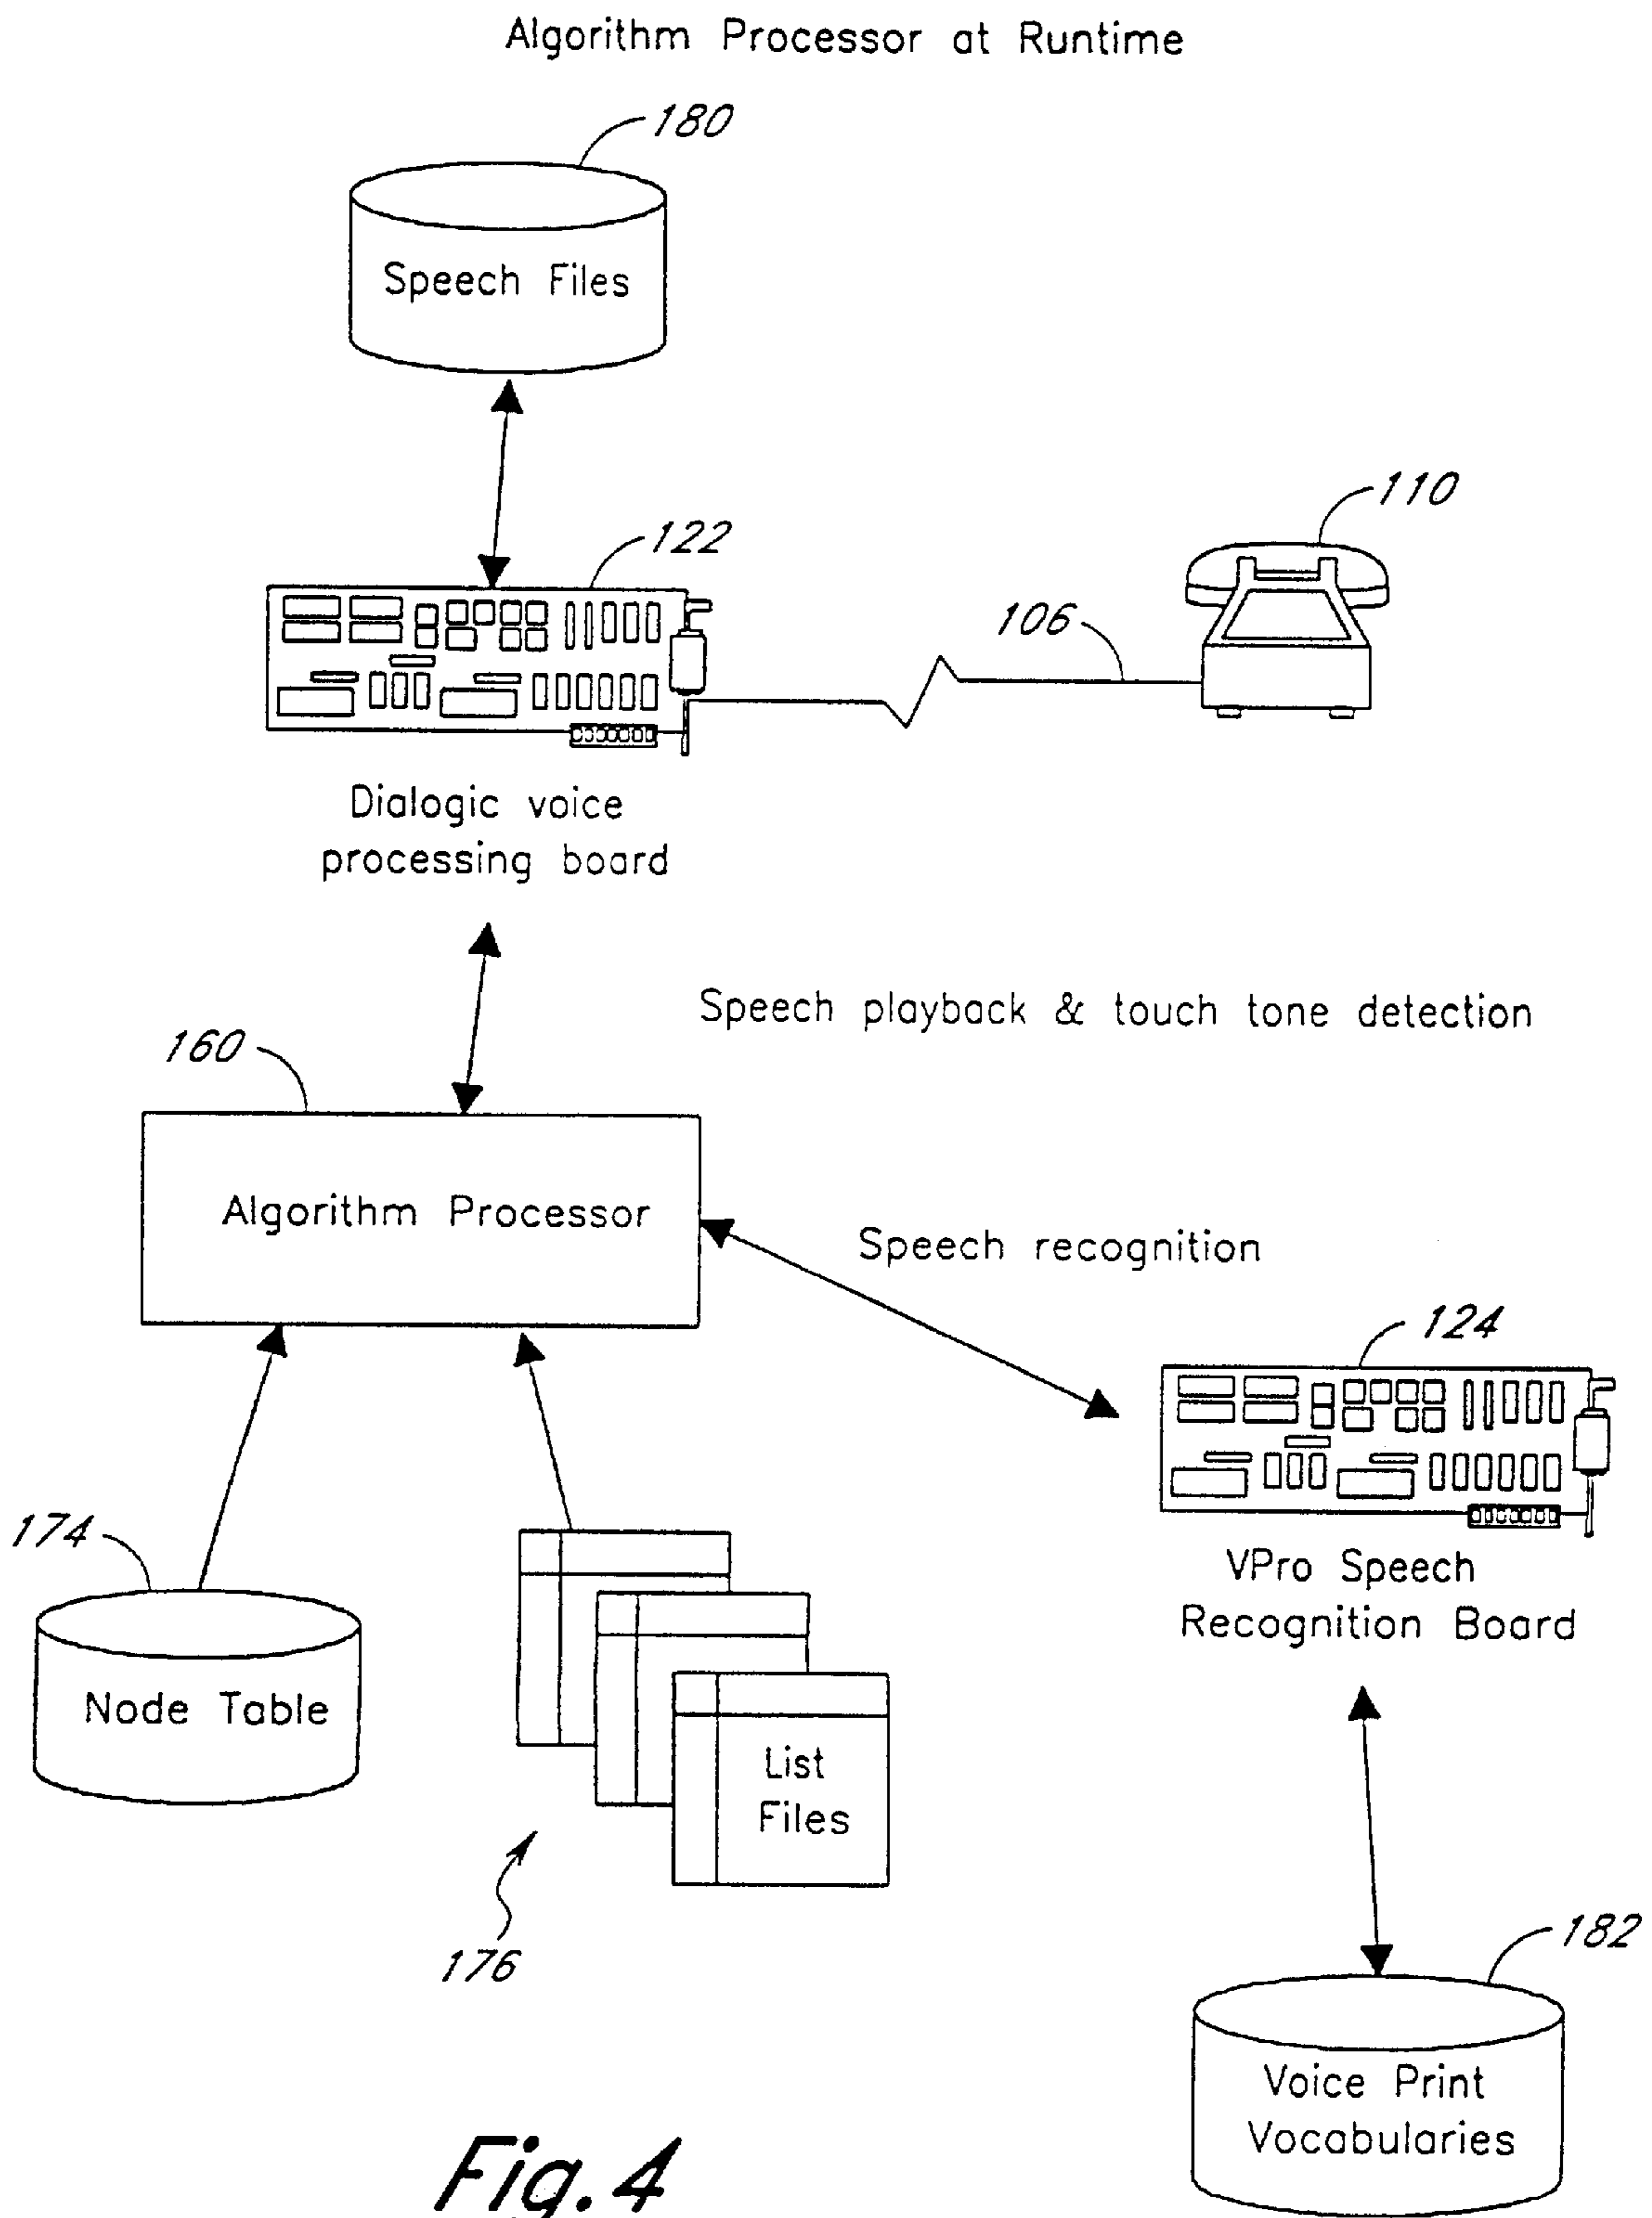 Algorithm Processor at Runtime
180
Speech Files
110
122
106
Dialogic voice
processing board
Speech playback & touch tone detection
160
Algorithm Processor
Speech recognition
124
174
VPro Speech
Recognition Board
Node Table
List
Files
176
182
Voice Print
Vocabularies
Fig. 4